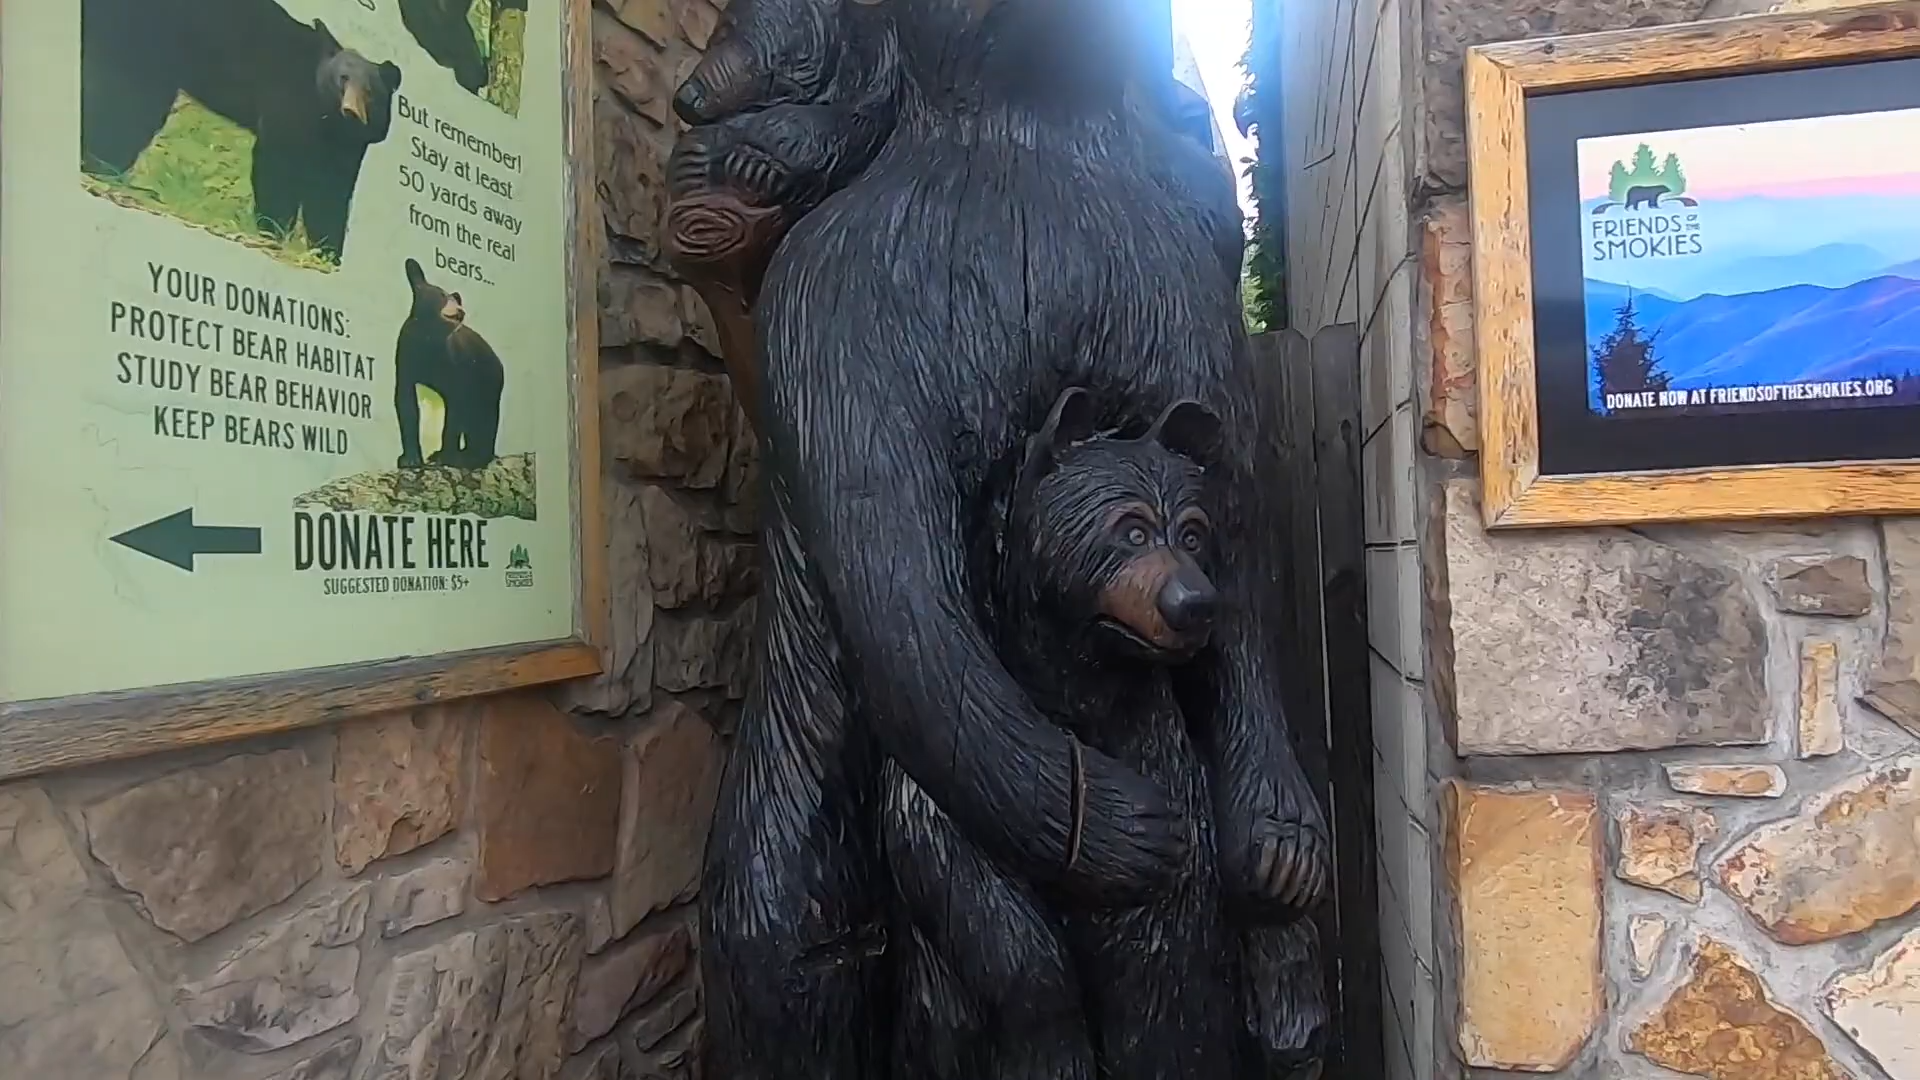 But remember!
Stay at least
50 yards away
from the real
bears...
YOUR DONATIONS:
PROTECT BEAR HABITAT
STUDY BEAR BEHAVIOR
KEEP BEARS WILD
DONATE HERE
SUGGESTED DONATION: $5+
FRIENDS OF THE
SMOKIES
DONATE NOW AT FRIENDSOFTHESMOKIES.ORG